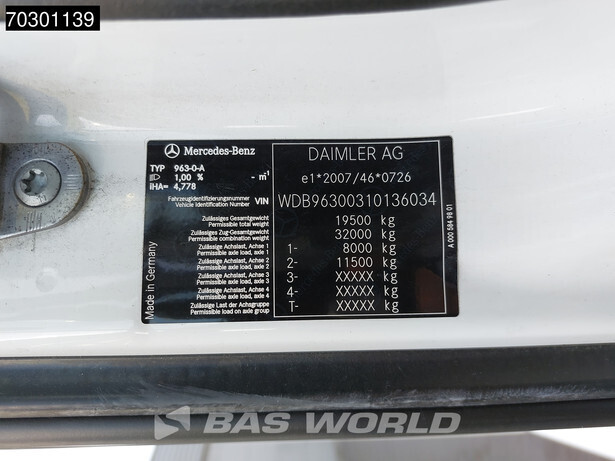 70301139
Mercedes-Benz
DAIMLER AG
TYP 963-0-A
1,00 % - m⁻¹
iHA= 4,778
e1*2007/46*0726
Fahrzeugidentifizierungsnummer
Vehicle Identification Number VIN WDB96300310136034
Zulässiges Gesamtgewicht
Permissible total weight 19500 kg
Zulässiges Zug-Gesamtgewicht
Permissible combination weight 32000 kg
Zulässige Achslast, Achse 1
Permissible axle load, axle 1 1- 8000 kg
Zulässige Achslast, Achse 2
Permissible axle load, axle 2 2- 11500 kg
Zulässige Achslast, Achse 3
Permissible axle load, axle 3 3- XXXXX kg
Zulässige Achslast, Achse 4
Permissible axle load, axle 4 4- XXXXX kg
Zulässige Last der Achsgruppe
Permissible load on axle group T- XXXXX kg
Made in Germany
A 000 584 98 01
BAS WORLD